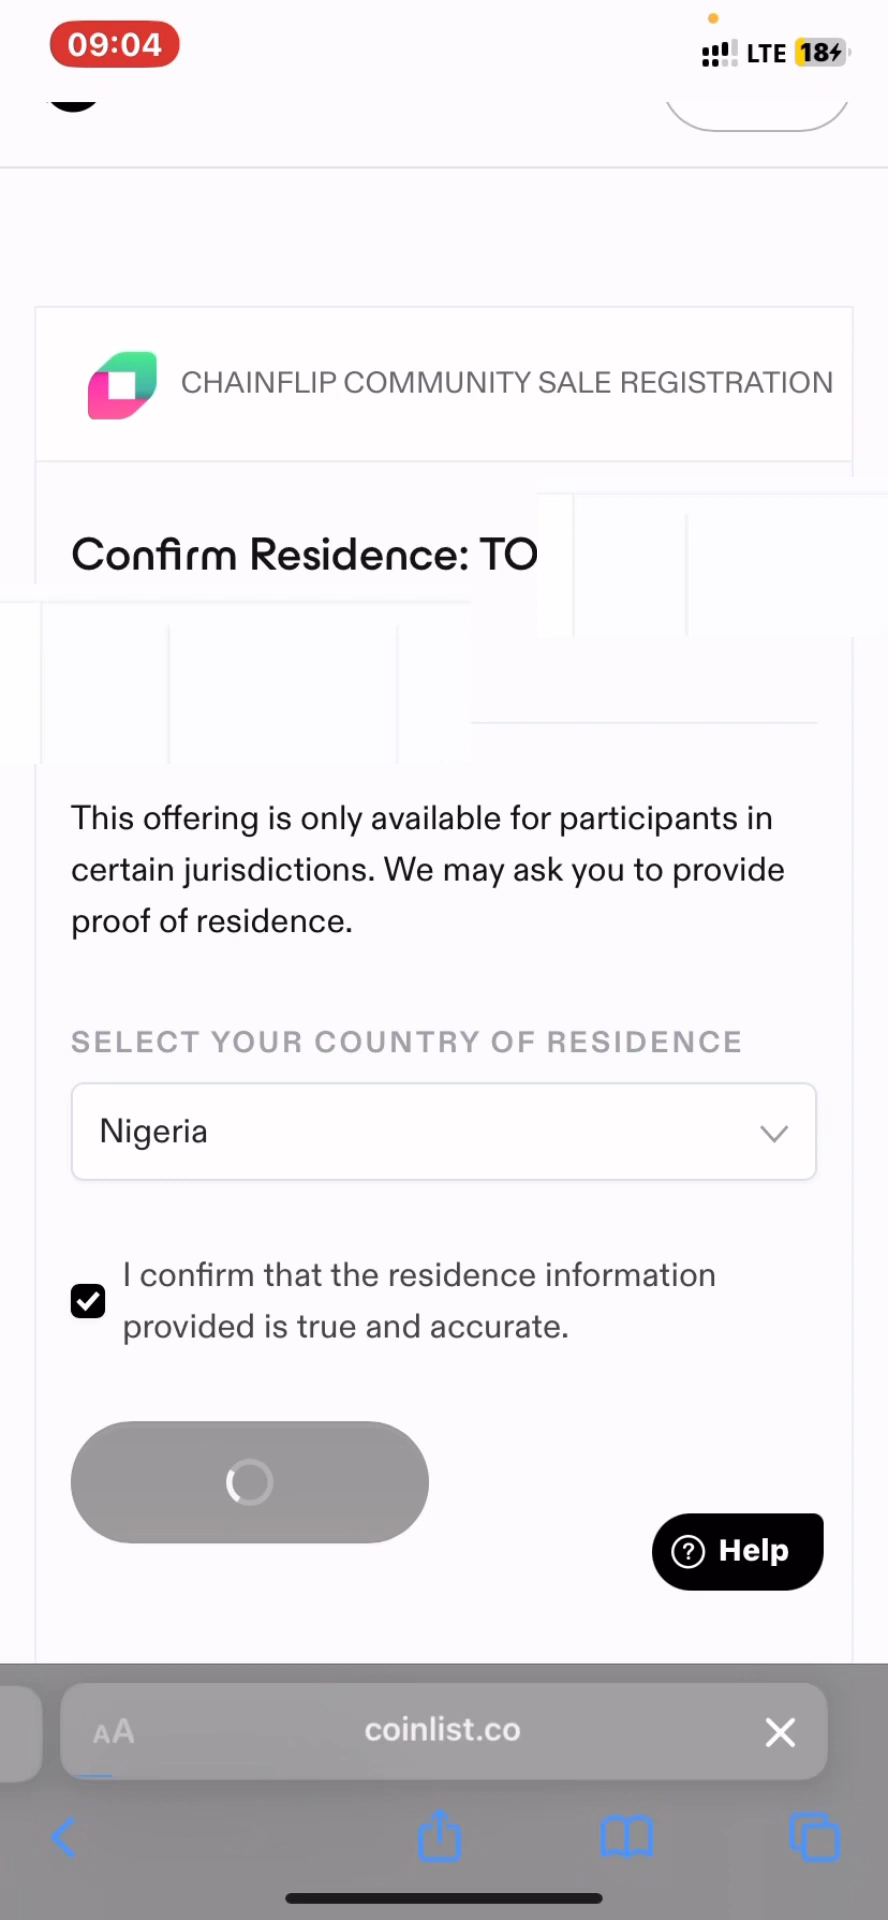 09:04
LTE 18
CHAINFLIP COMMUNITY SALE REGISTRATION
Confirm Residence: TO
This offering is only available for participants in
certain jurisdictions. We may ask you to provide
proof of residence.
SELECT YOUR COUNTRY OF RESIDENCE
Nigeria
I confirm that the residence information
provided is true and accurate.
? Help
AA coinlist.co